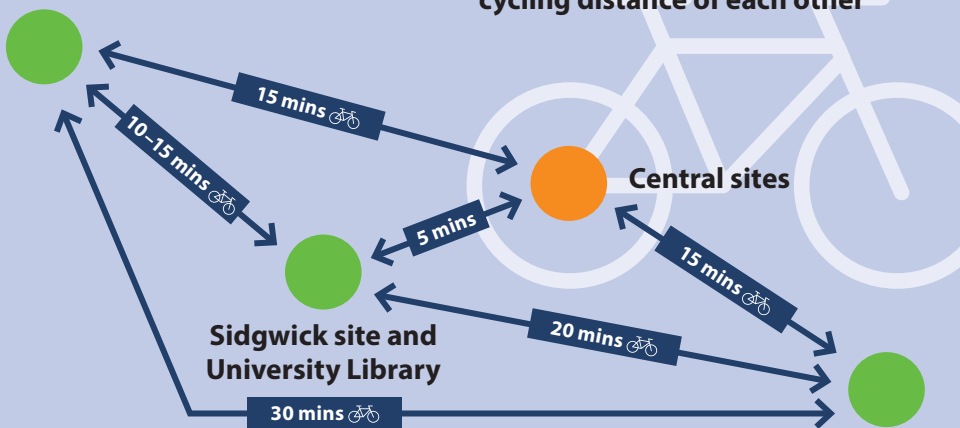 cycling distance of each other
15 mins
10–15 mins
Central sites
5 mins
15 mins
20 mins
Sidgwick site and
University Library
30 mins